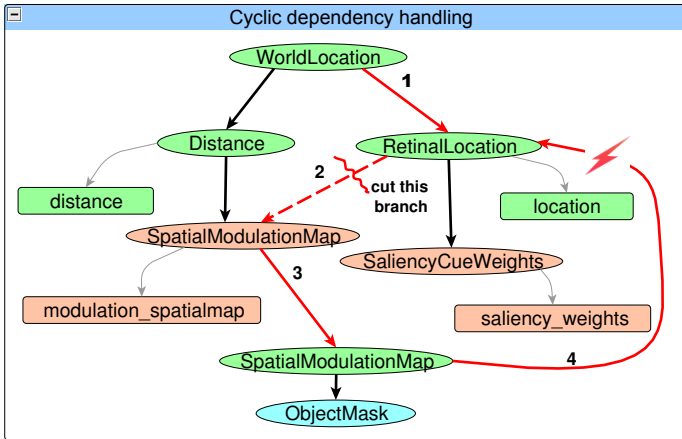 Cyclic dependency handling
WorldLocation
1
Distance
RetinalLocation
2
cut this
branch
distance
location
SpatialModulationMap
3
SaliencyCueWeights
modulation_spatialmap
saliency_weights
SpatialModulationMap
4
ObjectMask